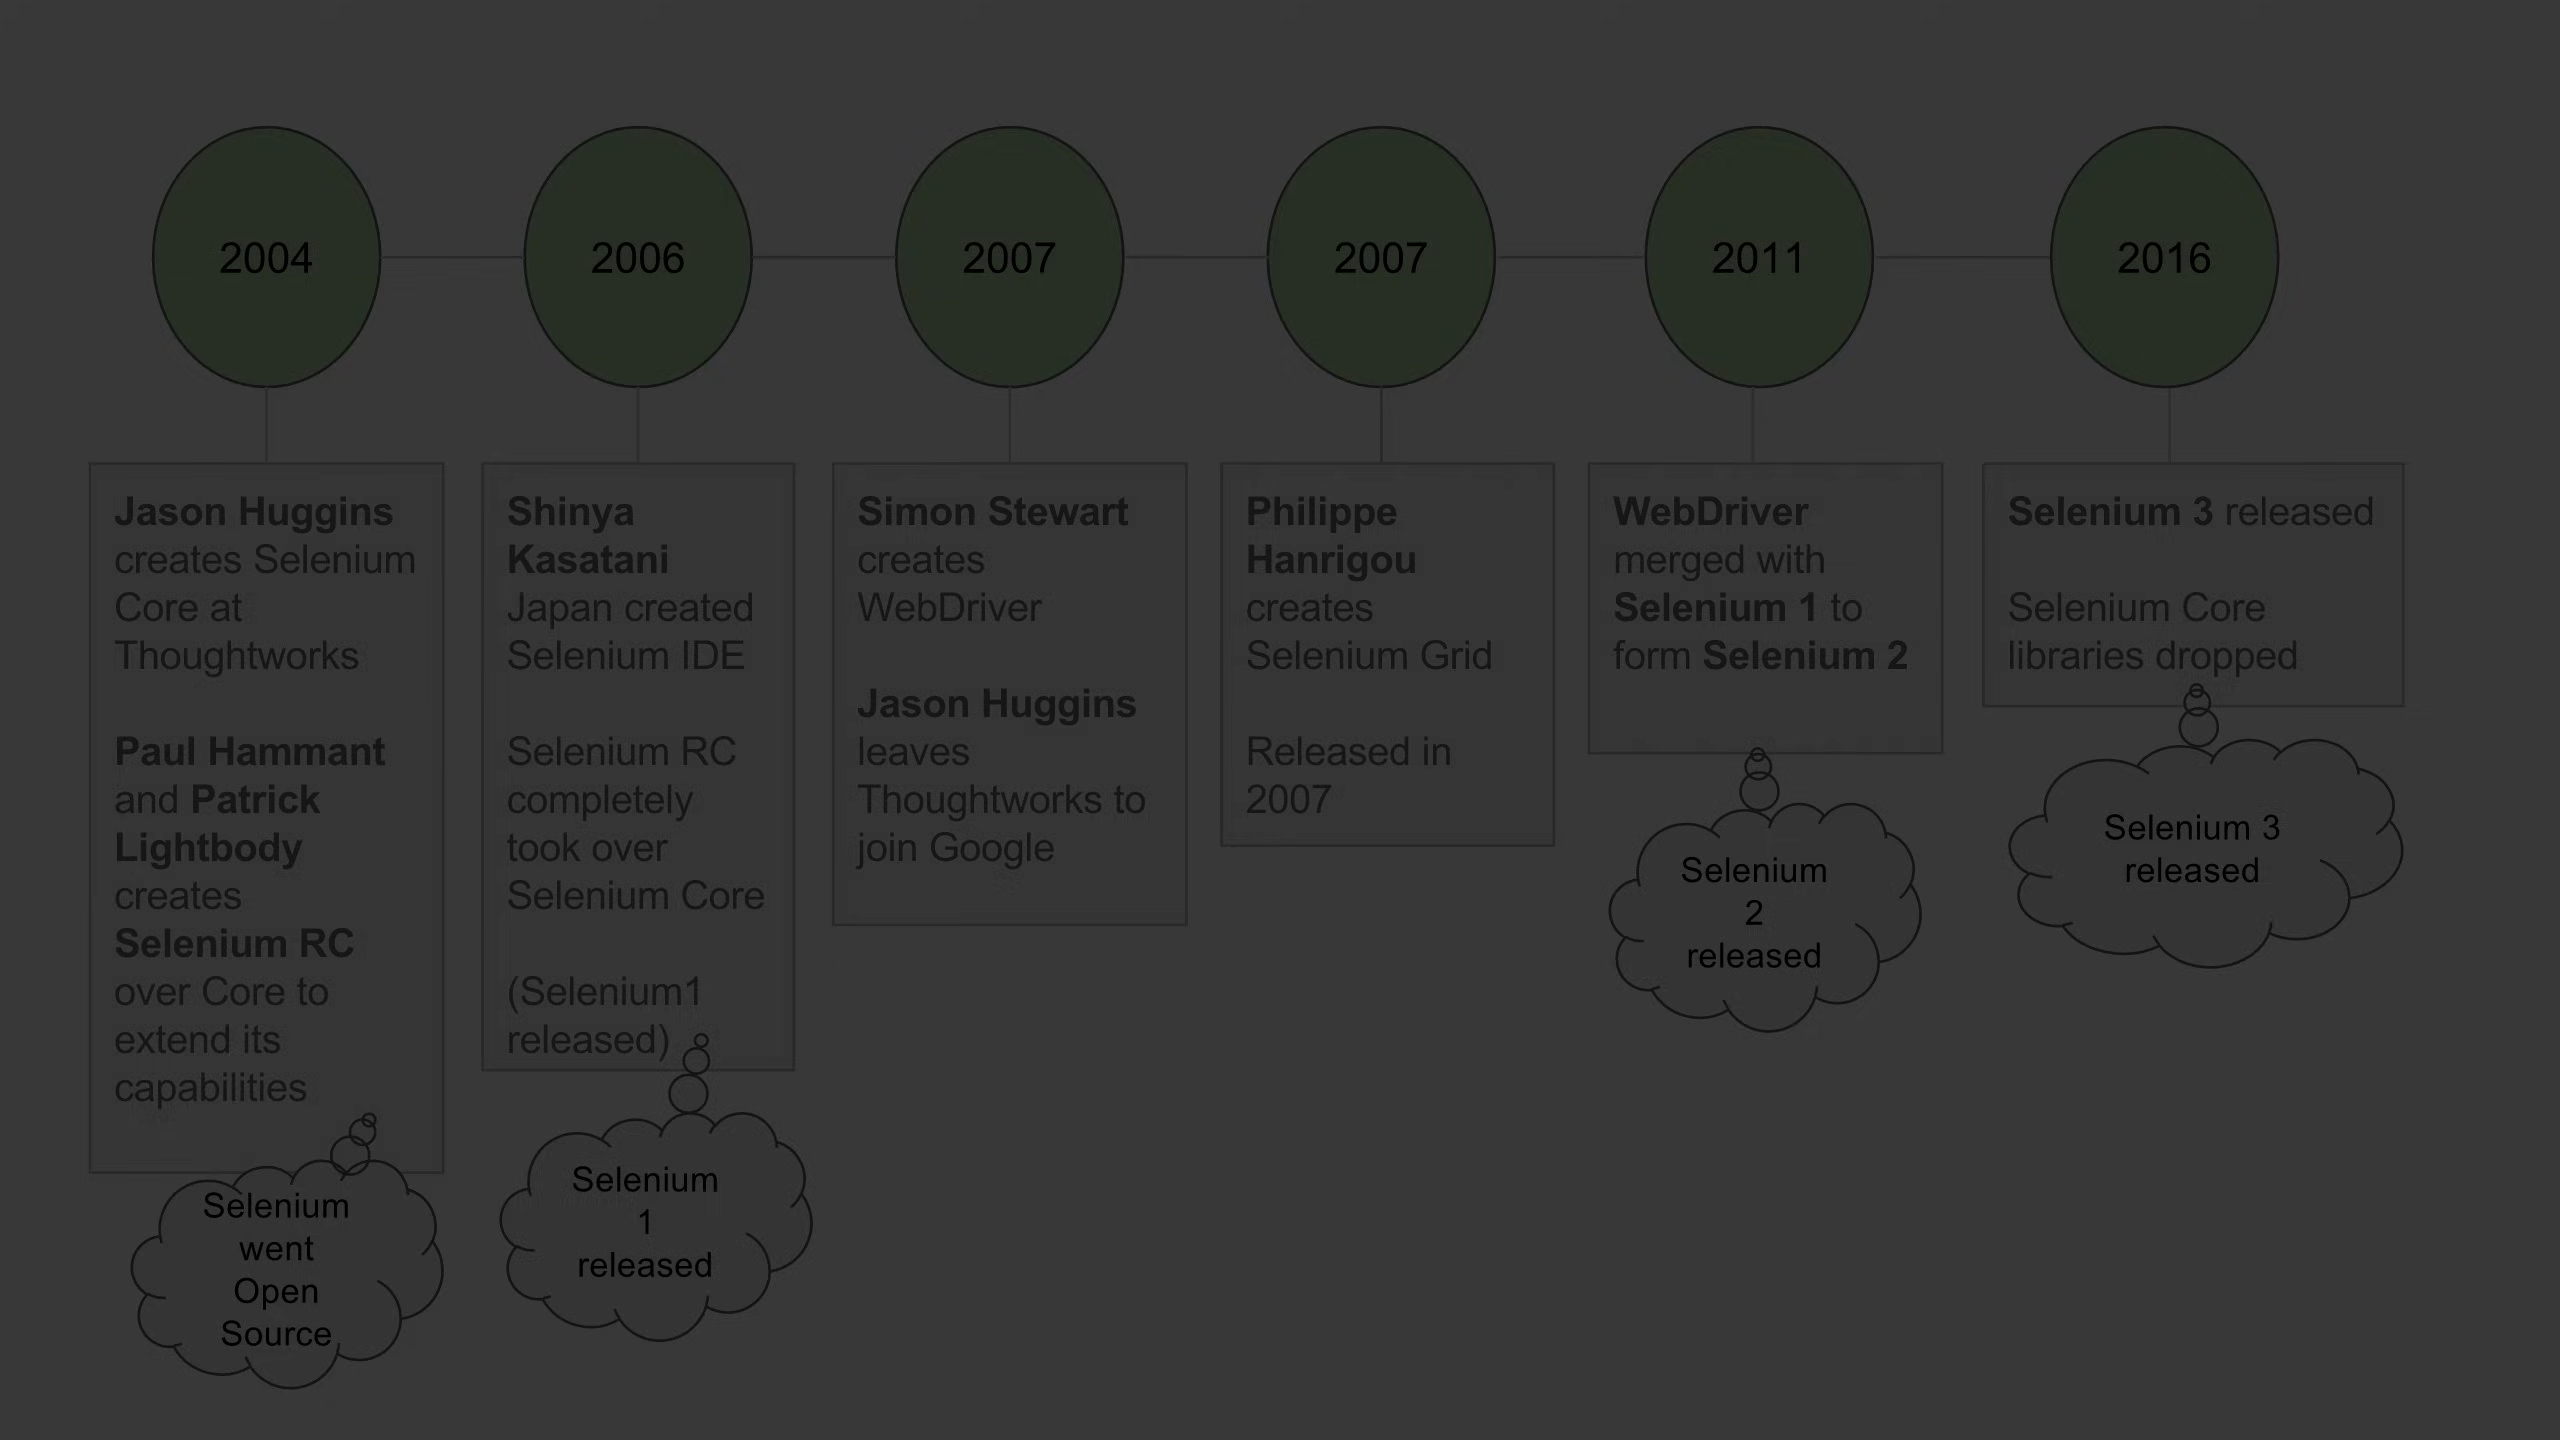 2004
2006
2007
2007
2011
2016
Jason Huggins
creates Selenium
Core at
Thoughtworks
Paul Hammant
and Patrick
Lightbody
creates
Selenium RC
over Core to
extend its
capabilities
Selenium
went
Open
Source
Shinya
Kasatani
Japan created
Selenium IDE
Selenium RC
completely
took over
Selenium Core
(Selenium1
released)
Selenium
1
released
Simon Stewart
creates
WebDriver
Jason Huggins
leaves
Thoughtworks to
join Google
Philippe
Hanrigou
creates
Selenium Grid
Released in
2007
WebDriver
merged with
Selenium 1 to
form Selenium 2
Selenium
2
released
Selenium 3 released
Selenium Core
libraries dropped
Selenium 3
released